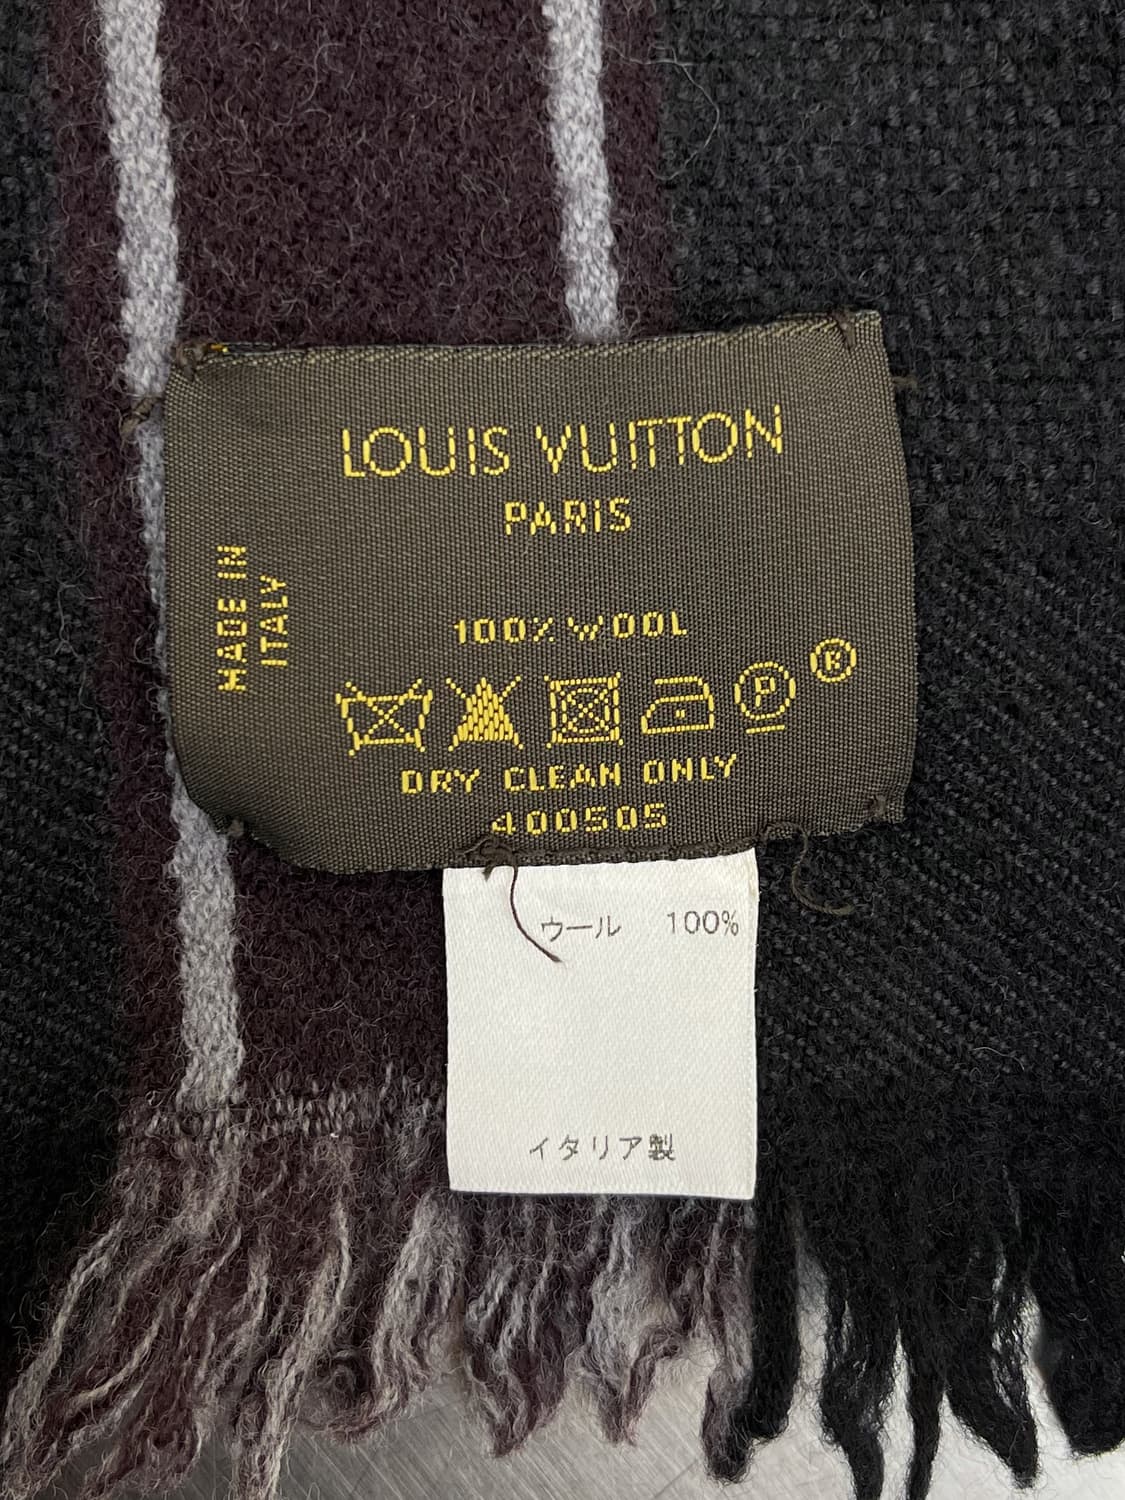 LOUIS VUITTON
PARIS
MADE IN
ITALY
100% WOOL
P
®
DRY CLEAN ONLY
400505
ウール 100%
イタリア製